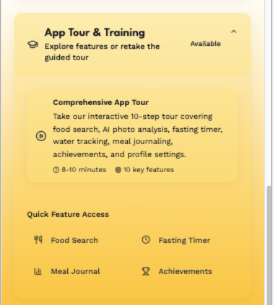 App Tour & Training
Explore features or retake the
guided tour
Available
Comprehensive App Tour
Take our interactive 10-step tour covering
food search, AI photo analysis, fasting timer,
water tracking, meal journaling,
achievements, and profile settings.
8-10 minutes 10 key features
Quick Feature Access
Food Search Fasting Timer
Meal Journal Achievements